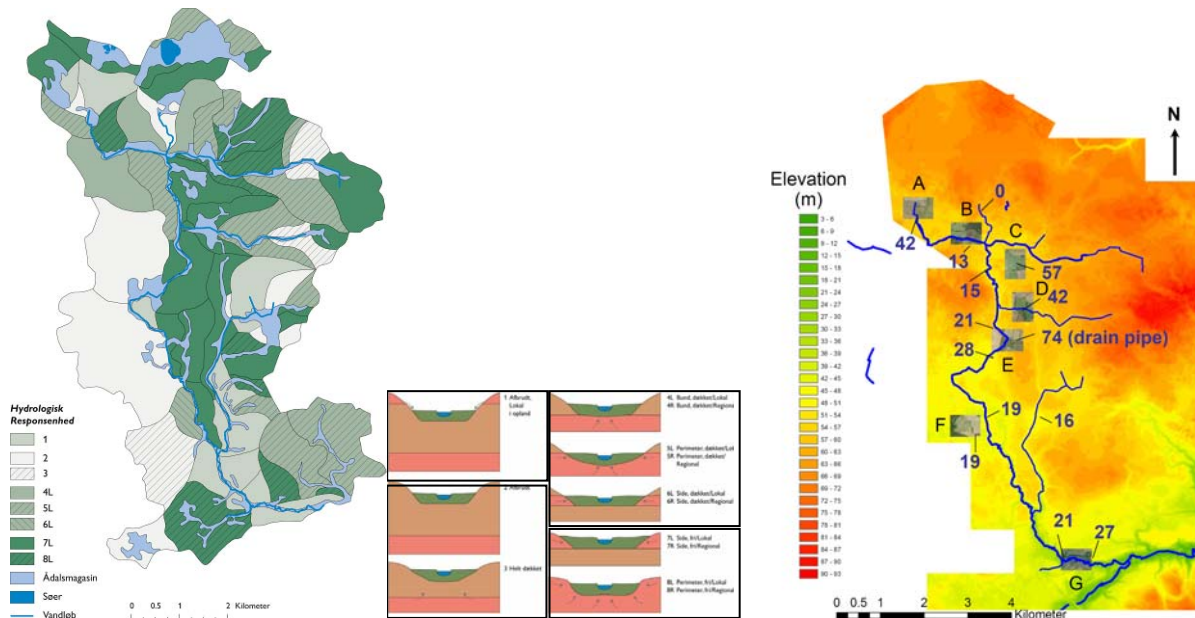 Hydrologisk
Responsenhed
1
2
3
4L
5L
6L
7L
8L
Ådalsmagasin
Søer
Vandløb
0 0.5 1 2 Kilometer
1 Afbrudt,
Lokal
i opland
3 Helt dækket
4L Bund, dækket/Lokal
4R Bund, dækket/Regiona
5L Perimeter, dækket/Lol
5R Perimeter, dækket/
Regional
6L Side, dækket/Lokal
6R Side, dækket/Regional
7L Side, fri/Lokal
7R Side, fri/Regional
8L Perimeter, fri/Lokal
8R Perimeter, fri/Regional
N
Elevation
(m)
3 - 6
6 - 9
9 - 12
12 - 15
15 - 18
18 - 21
21 - 24
24 - 27
27 - 30
30 - 33
33 - 36
36 - 39
39 - 42
42 - 45
45 - 48
48 - 51
51 - 54
54 - 57
57 - 60
60 - 63
63 - 66
66 - 69
69 - 72
72 - 75
75 - 78
78 - 81
81 - 84
84 - 87
87 - 90
90 - 93
A
0
B
C
42
13
57
15
D
42
21
74 (drain pipe)
28
E
19
16
F
19
21
27
G
0 0.5 1 2 3 4
Kilometer